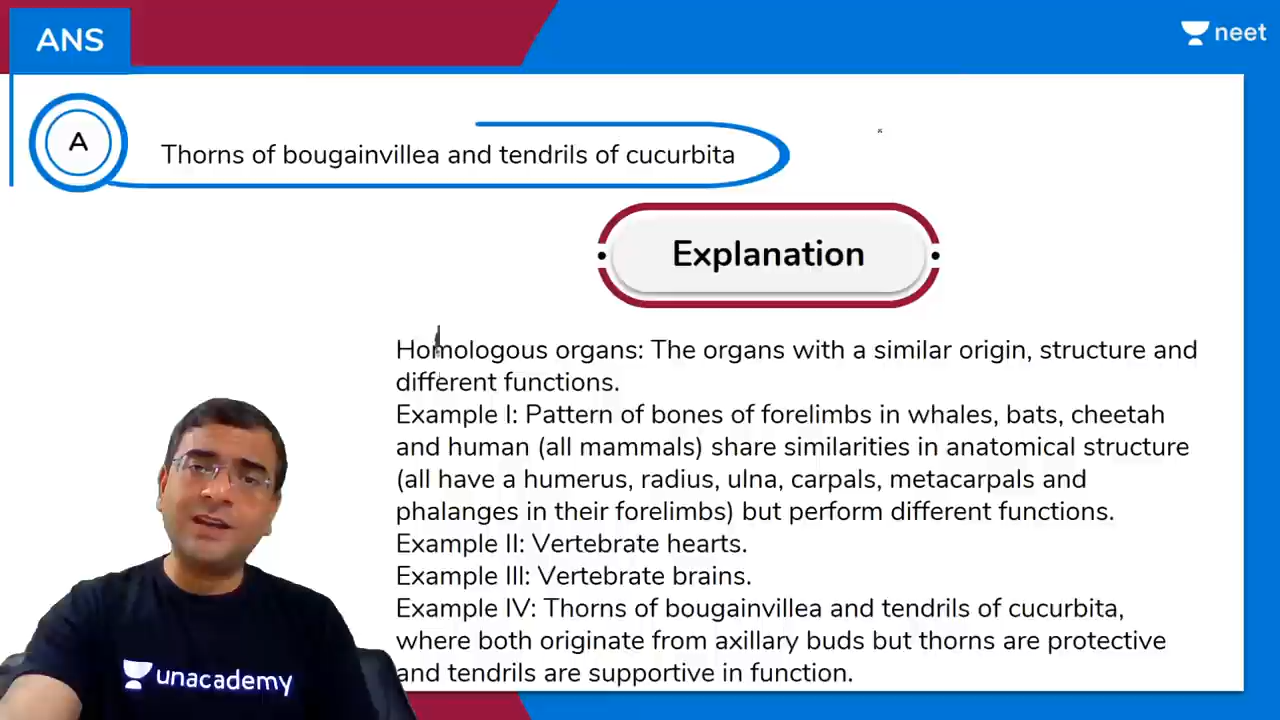 ANS
neet
A
Thorns of bougainvillea and tendrils of cucurbita
Explanation
Homologous organs: The organs with a similar origin, structure and
different functions.
Example I: Pattern of bones of forelimbs in whales, bats, cheetah
and human (all mammals) share similarities in anatomical structure
(all have a humerus, radius, ulna, carpals, metacarpals and
phalanges in their forelimbs) but perform different functions.
Example II: Vertebrate hearts.
Example III: Vertebrate brains.
Example IV: Thorns of bougainvillea and tendrils of cucurbita,
where both originate from axillary buds but thorns are protective
and tendrils are supportive in function.
unacademy